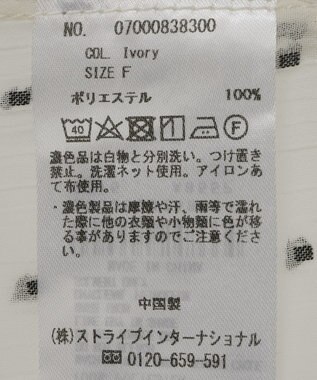 NO. 07000838300
COL. Ivory
SIZE F
ポリエステル 100%
40
濃色品は白物と分別洗い。つけ置き
禁止。洗濯ネット使用。アイロンあ
て布使用。
・濃色製品は摩擦や汗、雨等で濡れ
た際に他の衣類や小物類に色が移
る事がありますのでご注意くださ
い。
中国製
(株)ストライプインターナショナル
0120-659-591